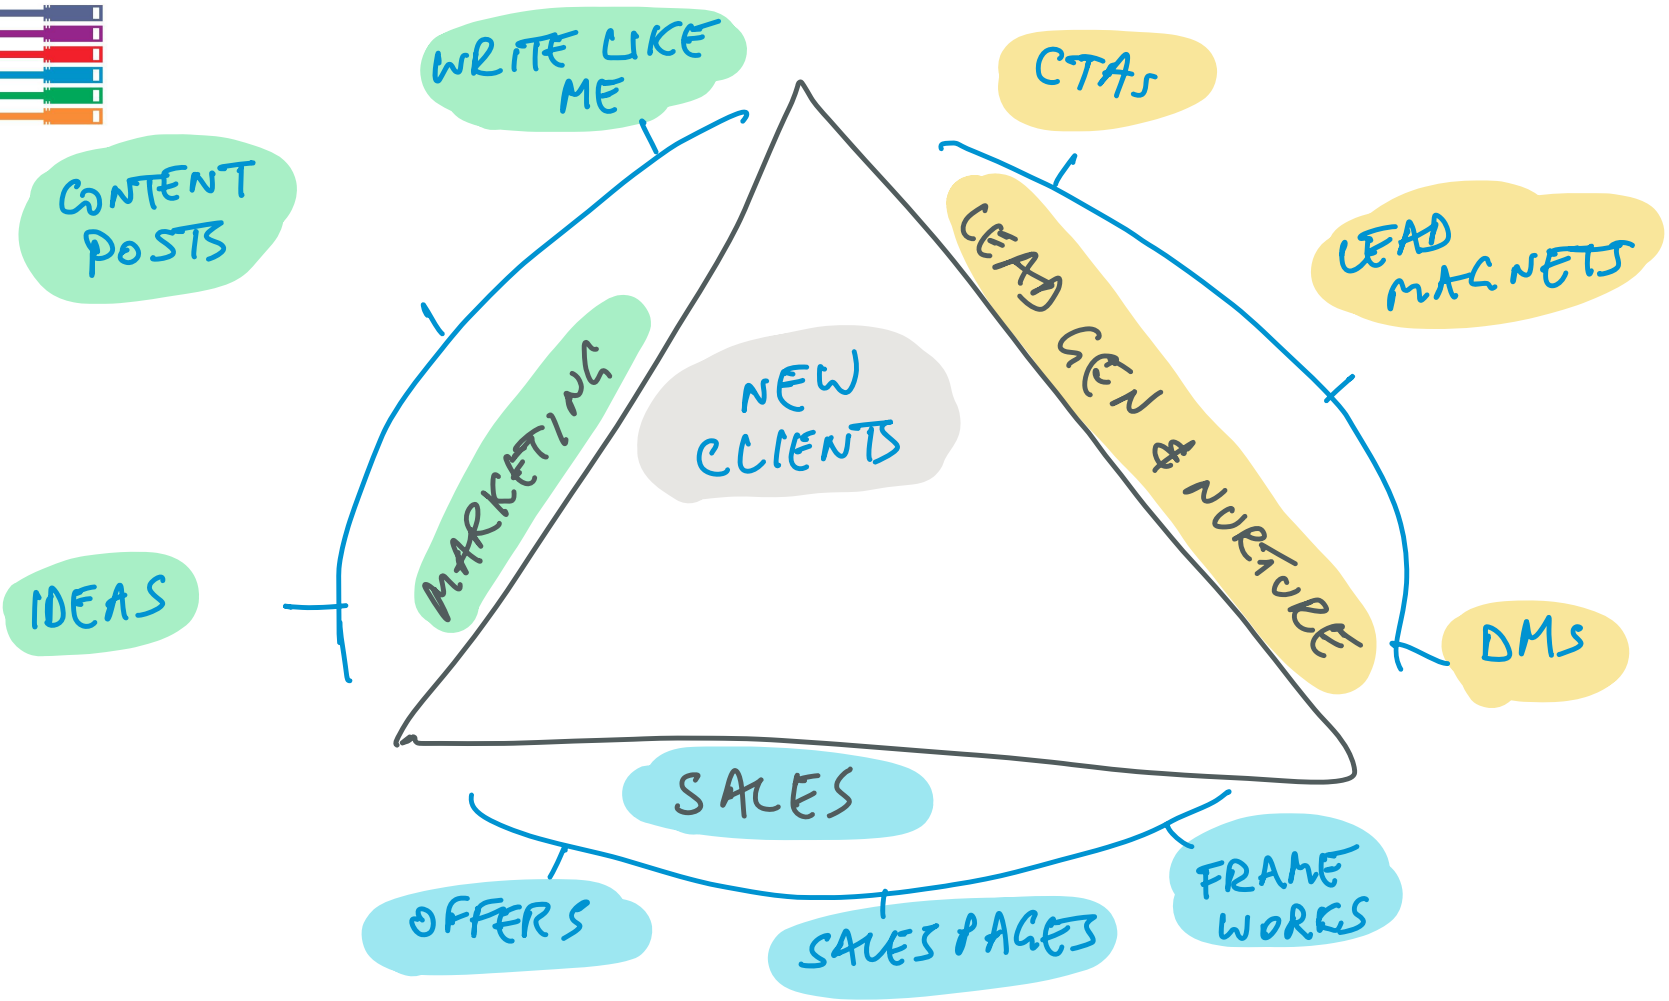 WRITE LIKE
ME
CTAs
CONTENT
POSTS
LEAD
MAGNETS
LEAD GEN & NURTURE
MARKETING
NEW
CLIENTS
IDEAS
DMs
SALES
OFFERS
SALES PAGES
FRAME
WORKS